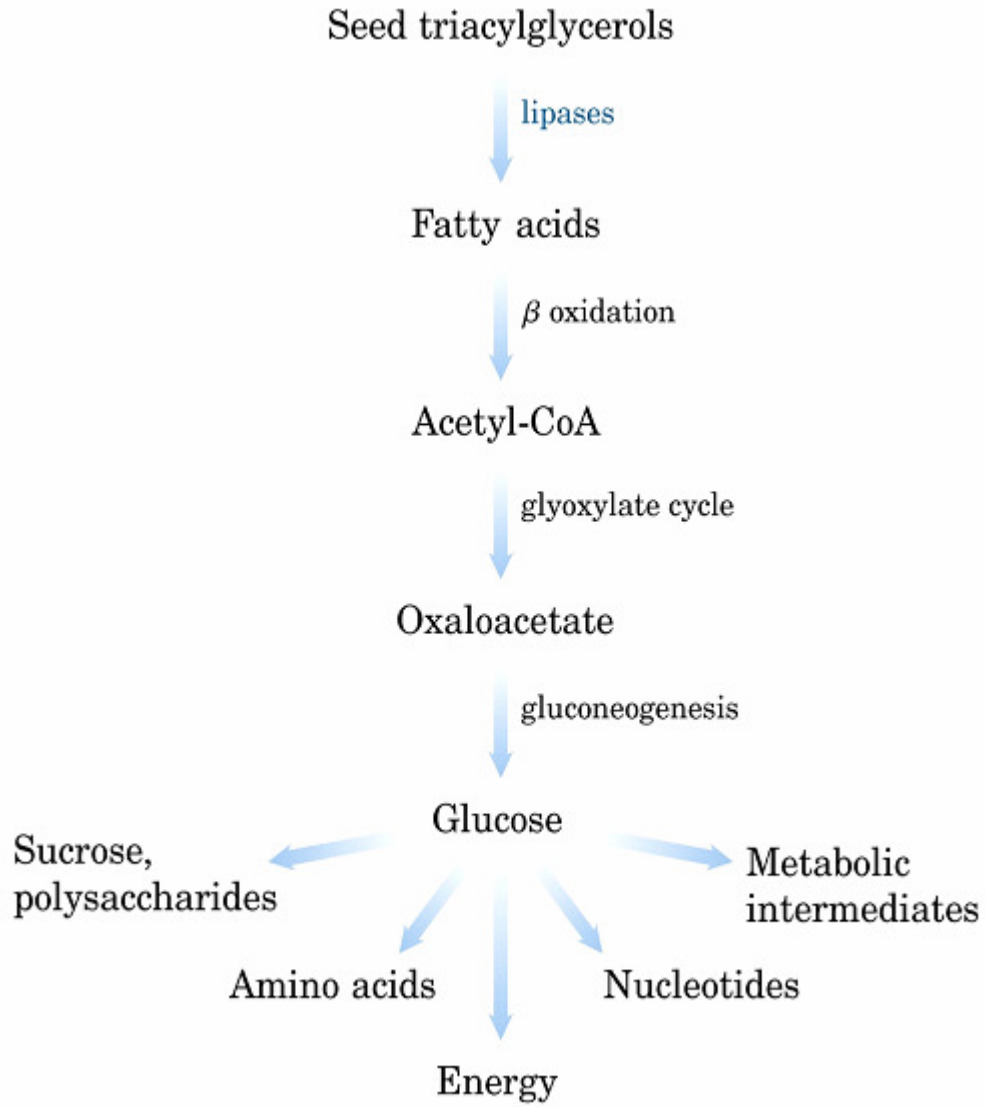 Seed triacylglycerols
lipases
Fatty acids
β oxidation
Acetyl-CoA
glyoxylate cycle
Oxaloacetate
gluconeogenesis
Glucose
Sucrose,
polysaccharides
Metabolic
intermediates
Amino acids
Nucleotides
Energy